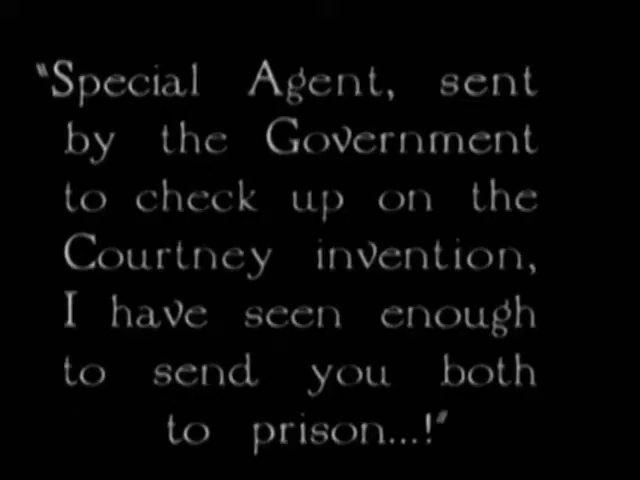 "Special Agent, sent
by the Government
to check up on the
Courtney invention,
I have seen enough
to send you both
to prison...!"